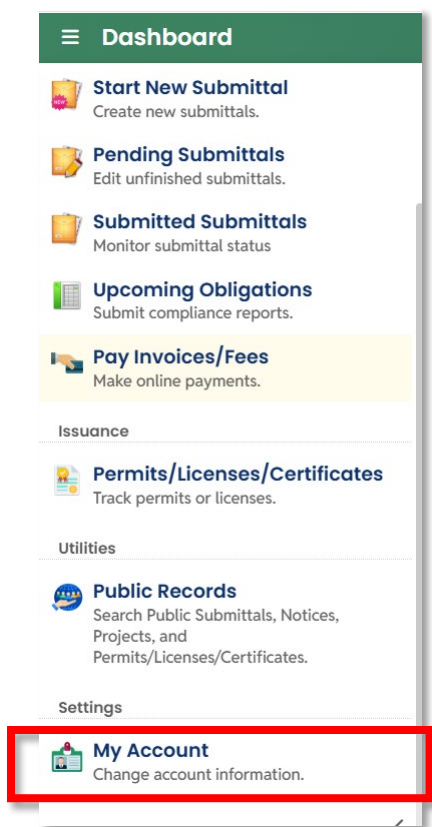 Dashboard
Start New Submittal
NEW
Create new submittals.
Pending Submittals
Edit unfinished submittals.
Submitted Submittals
Monitor submittal status
Upcoming Obligations
Submit compliance reports.
Pay Invoices/Fees
Make online payments.
Issuance
Permits/Licenses/Certificates
Track permits or licenses.
Utilities
Public Records
Search Public Submittals, Notices,
Projects, and
Permits/Licenses/Certificates.
Settings
My Account
Change account information.